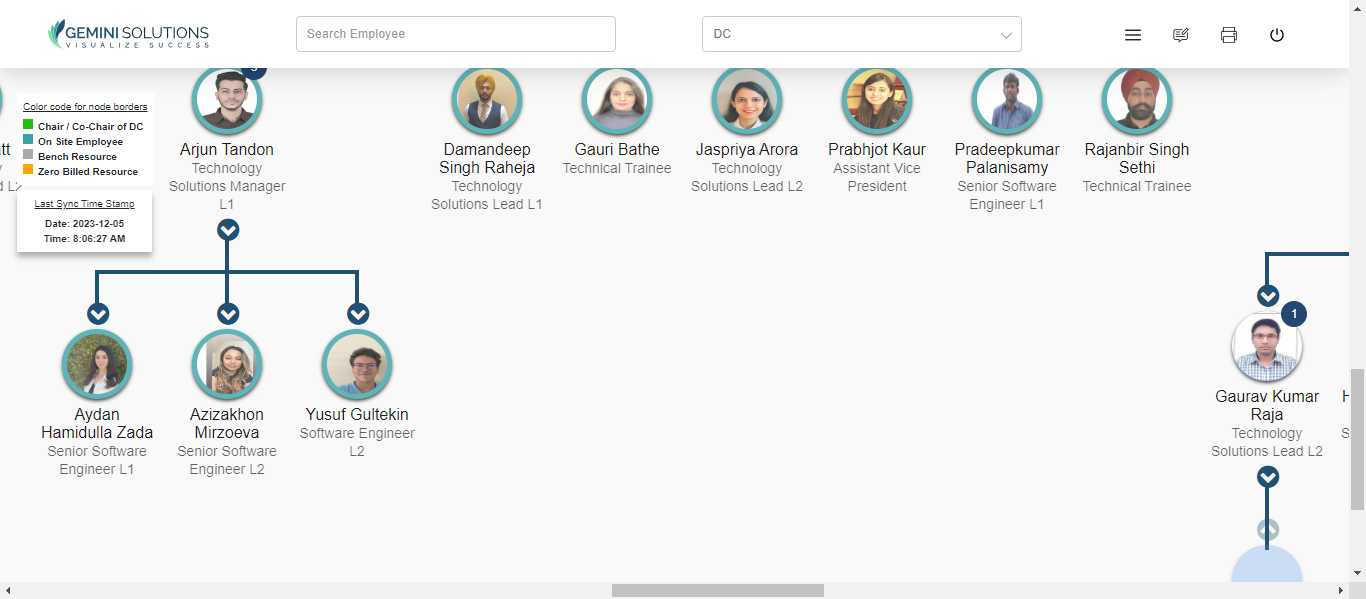 GEMINI SOLUTIONS
VISUALIZE SUCCESS
Search Employee
DC
Color code for node borders
Chair / Co-Chair of DC
On Site Employee
Bench Resource
Zero Billed Resource
Last Sync Time Stamp
Date: 2023-12-05
Time: 8:06:27 AM
Arjun Tandon
Technology
Solutions Manager
L1
Damandeep
Singh Raheja
Technology
Solutions Lead L1
Gauri Bathe
Technical Trainee
Jaspriya Arora
Technology
Solutions Lead L2
Prabhjot Kaur
Assistant Vice
President
Pradeepkumar
Palanisamy
Senior Software
Engineer L1
Rajanbir Singh
Sethi
Technical Trainee
Aydan
Hamidulla Zada
Senior Software
Engineer L1
Azizakhon
Mirzoeva
Senior Software
Engineer L2
Yusuf Gultekin
Software Engineer
L2
1
Gaurav Kumar
Raja
Technology
Solutions Lead L2